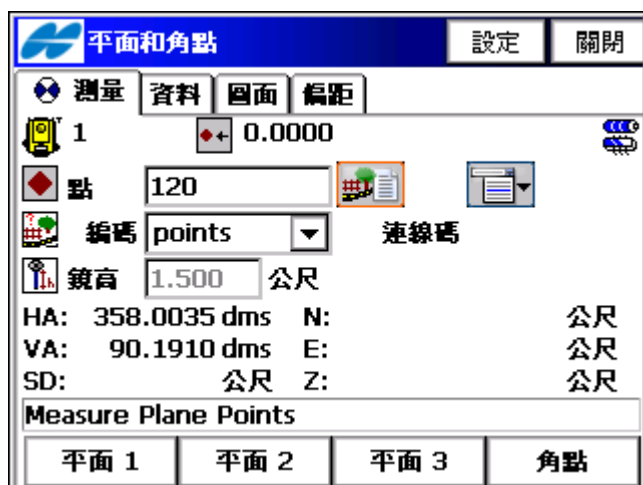 平面和角點 設定 關閉
測量 資料 圖面 偏距
1 0.0000
點 120
編碼 points 連線碼
鏡高 1.500 公尺
HA: 358.0035 dms N: 公尺
VA: 90.1910 dms E: 公尺
SD: 公尺 Z: 公尺
Measure Plane Points
平面 1 平面 2 平面 3 角點